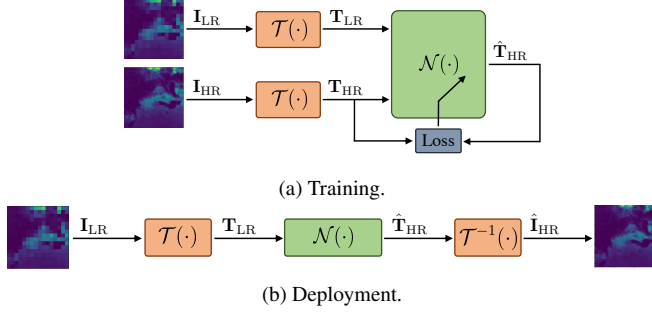 I_LR T(·) T_LR
N(·) T̂_HR
I_HR T(·) T_HR
Loss
(a) Training.
I_LR T(·) T_LR N(·) T̂_HR T⁻¹(·) Î_HR
(b) Deployment.